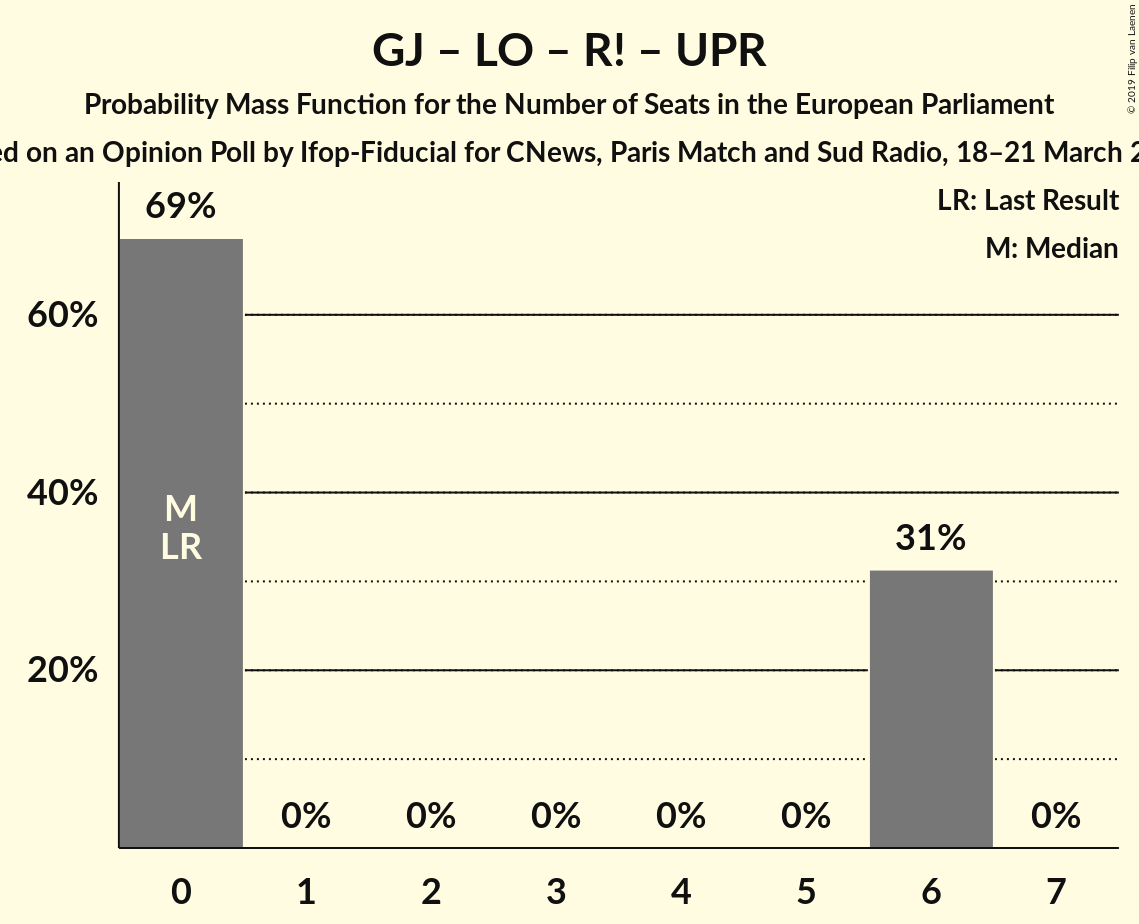 GJ – LO – R! – UPR
Probability Mass Function for the Number of Seats in the European Parliament
on an Opinion Poll by Ifop-Fiducial for CNews, Paris Match and Sud Radio, 18–21 March
© 2019 Filip van Laenen
LR: Last Result
M: Median
69%
60%
40%
20%
M
LR
31%
0%
0%
0%
0%
0%
0%
0
1
2
3
4
5
6
7